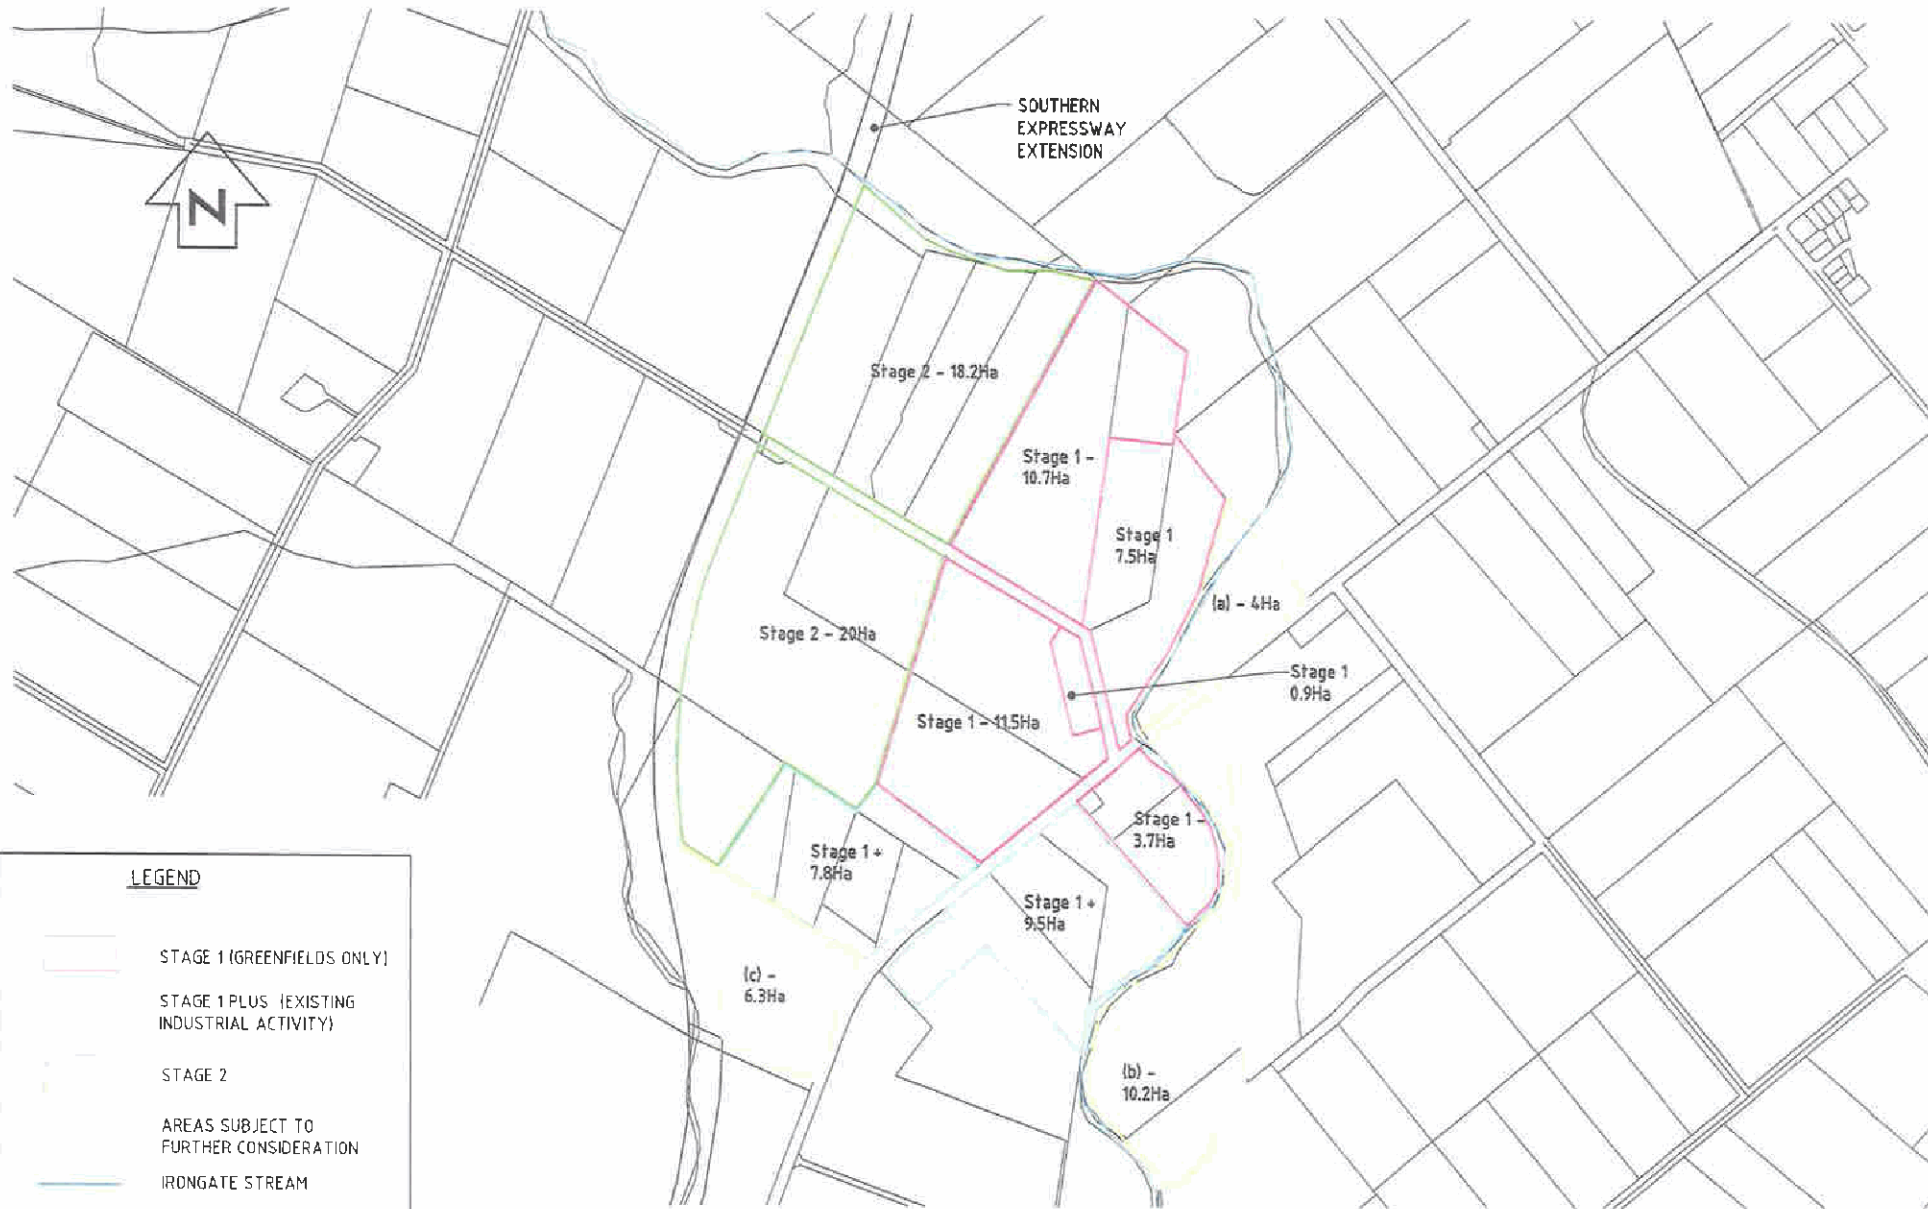 SOUTHERN
EXPRESSWAY
EXTENSION
N
Stage 2 - 18.2Ha
Stage 1 -
10.7Ha
Stage 1
7.5Ha
(a) - 4Ha
Stage 2 - 20Ha
Stage 1
0.9Ha
Stage 1 - 11.5Ha
Stage 1 -
3.7Ha
Stage 1 +
7.8Ha
Stage 1 +
9.5Ha
(c) -
6.3Ha
(b) -
10.2Ha
LEGEND
STAGE 1 (GREENFIELDS ONLY)
STAGE 1 PLUS (EXISTING
INDUSTRIAL ACTIVITY)
STAGE 2
AREAS SUBJECT TO
FURTHER CONSIDERATION
IRONGATE STREAM